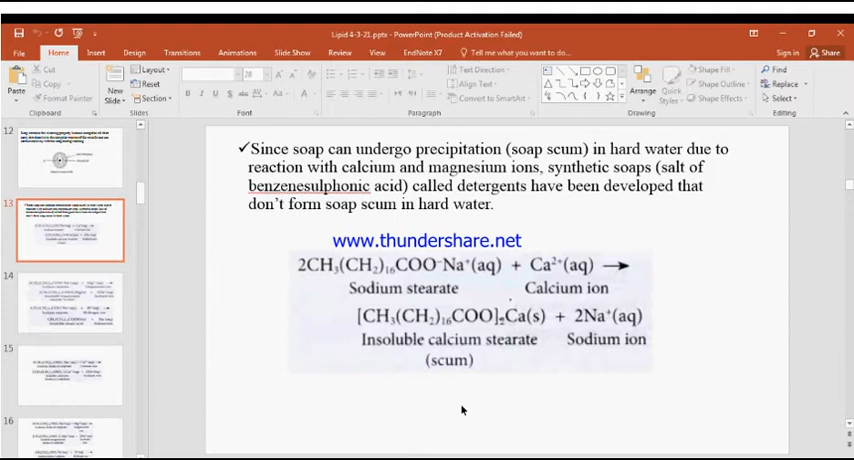 Lipid 4-3-21.pptx - PowerPoint (Product Activation Failed)
File Home Insert Design Transitions Animations Slide Show Review View EndNote X7 Tell me what you want to do... Sign in Share
Cut
Copy
Format Painter
Paste
Clipboard
New Slide
Layout
Reset
Section
Slides
28
B I U S abc AV Aa A
Font
Text Direction
Align Text
Convert to SmartArt
Paragraph
Arrange
Quick Styles
Shape Fill
Shape Outline
Shape Effects
Drawing
Find
Replace
Select
Editing
12
13
14
15
16
✓Since soap can undergo precipitation (soap scum) in hard water due to
reaction with calcium and magnesium ions, synthetic soaps (salt of
benzenesulphonic acid) called detergents have been developed that
don't form soap scum in hard water.
www.thundershare.net
2CH₃(CH₂)₁₆COO⁻Na⁺(aq) + Ca²⁺(aq) →
Sodium stearate Calcium ion
[CH₃(CH₂)₁₆COO]₂Ca(s) + 2Na⁺(aq)
Insoluble calcium stearate Sodium ion
(scum)